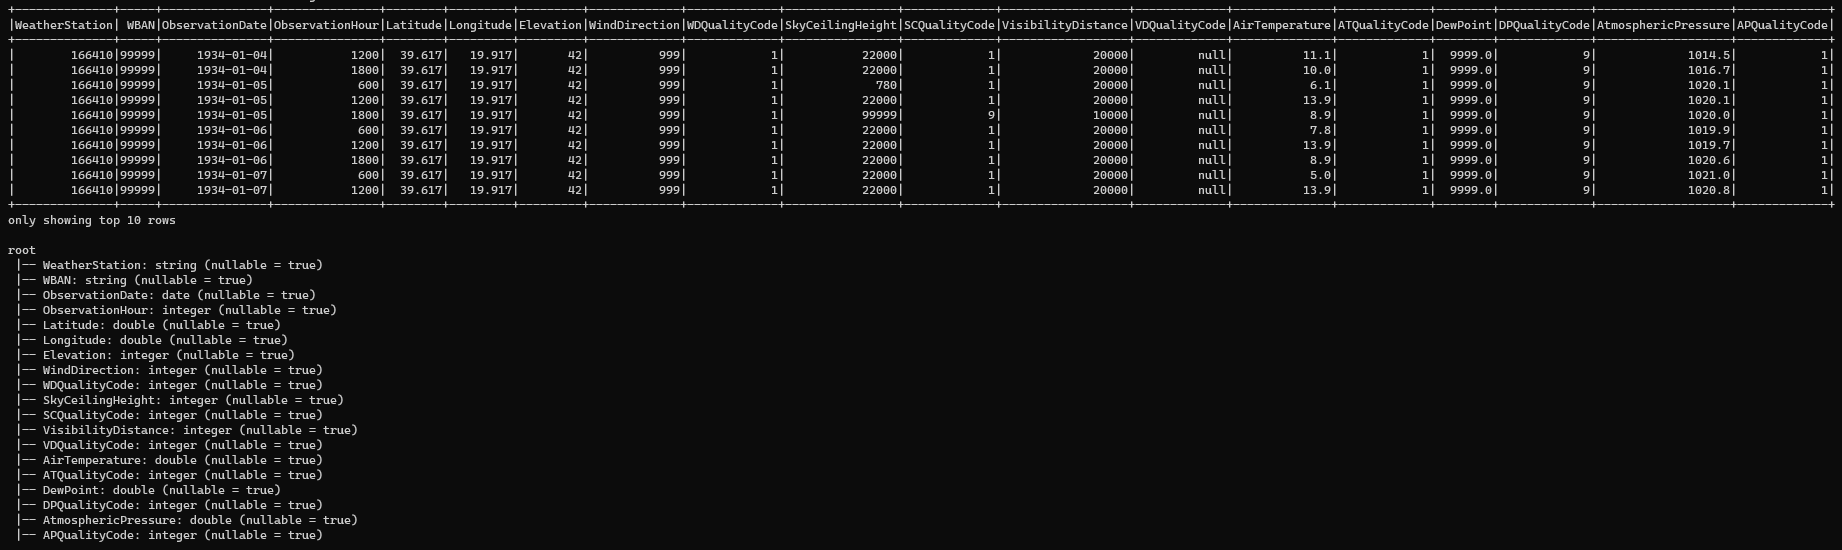 +--------------+-----+---------------+---------------+--------+---------+---------+-------------+-------------+----------------+-------------+------------------+-------------+--------------+-------------+--------+-------------+-------------------+-------------+
|WeatherStation| WBAN|ObservationDate|ObservationHour|Latitude|Longitude|Elevation|WindDirection|WDQualityCode|SkyCeilingHeight|SCQualityCode|VisibilityDistance|VDQualityCode|AirTemperature|ATQualityCode|DewPoint|DPQualityCode|AtmosphericPressure|APQualityCode|
+--------------+-----+---------------+---------------+--------+---------+---------+-------------+-------------+----------------+-------------+------------------+-------------+--------------+-------------+--------+-------------+-------------------+-------------+
|        166410|99999|     1934-01-04|           1200|  39.617|   19.917|       42|          999|            1|           22000|            1|             20000|         null|          11.1|            1|  9999.0|            9|             1014.5|            1|
|        166410|99999|     1934-01-04|           1800|  39.617|   19.917|       42|          999|            1|           22000|            1|             20000|         null|          10.0|            1|  9999.0|            9|             1016.7|            1|
|        166410|99999|     1934-01-05|            600|  39.617|   19.917|       42|          999|            1|             780|            1|             20000|         null|           6.1|            1|  9999.0|            9|             1020.1|            1|
|        166410|99999|     1934-01-05|           1200|  39.617|   19.917|       42|          999|            1|           22000|            1|             20000|         null|          13.9|            1|  9999.0|            9|             1020.1|            1|
|        166410|99999|     1934-01-05|           1800|  39.617|   19.917|       42|          999|            1|           99999|            9|             10000|         null|           8.9|            1|  9999.0|            9|             1020.0|            1|
|        166410|99999|     1934-01-06|            600|  39.617|   19.917|       42|          999|            1|           22000|            1|             20000|         null|           7.8|            1|  9999.0|            9|             1019.9|            1|
|        166410|99999|     1934-01-06|           1200|  39.617|   19.917|       42|          999|            1|           22000|            1|             20000|         null|          13.9|            1|  9999.0|            9|             1019.7|            1|
|        166410|99999|     1934-01-06|           1800|  39.617|   19.917|       42|          999|            1|           22000|            1|             20000|         null|           8.9|            1|  9999.0|            9|             1020.6|            1|
|        166410|99999|     1934-01-07|            600|  39.617|   19.917|       42|          999|            1|           22000|            1|             20000|         null|           5.0|            1|  9999.0|            9|             1021.0|            1|
|        166410|99999|     1934-01-07|           1200|  39.617|   19.917|       42|          999|            1|           22000|            1|             20000|         null|          13.9|            1|  9999.0|            9|             1020.8|            1|
+--------------+-----+---------------+---------------+--------+---------+---------+-------------+-------------+----------------+-------------+------------------+-------------+--------------+-------------+--------+-------------+-------------------+-------------+
only showing top 10 rows
root
 |-- WeatherStation: string (nullable = true)
 |-- WBAN: string (nullable = true)
 |-- ObservationDate: date (nullable = true)
 |-- ObservationHour: integer (nullable = true)
 |-- Latitude: double (nullable = true)
 |-- Longitude: double (nullable = true)
 |-- Elevation: integer (nullable = true)
 |-- WindDirection: integer (nullable = true)
 |-- WDQualityCode: integer (nullable = true)
 |-- SkyCeilingHeight: integer (nullable = true)
 |-- SCQualityCode: integer (nullable = true)
 |-- VisibilityDistance: integer (nullable = true)
 |-- VDQualityCode: integer (nullable = true)
 |-- AirTemperature: double (nullable = true)
 |-- ATQualityCode: integer (nullable = true)
 |-- DewPoint: double (nullable = true)
 |-- DPQualityCode: integer (nullable = true)
 |-- AtmosphericPressure: double (nullable = true)
 |-- APQualityCode: integer (nullable = true)